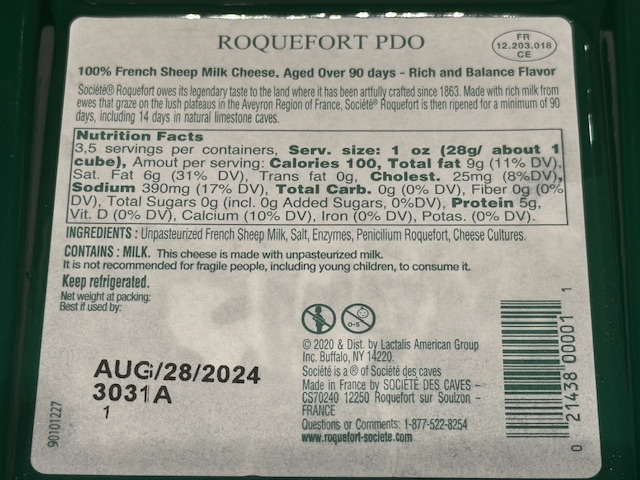 ROQUEFORT PDO
FR
12.203.018
CE
100% French Sheep Milk Cheese. Aged Over 90 days - Rich and Balance Flavor
Société® Roquefort owes its legendary taste to the land where it has been artfully crafted since 1863. Made with rich milk from
ewes that graze on the lush plateaus in the Aveyron Region of France, Société® Roquefort is then ripened for a minimum of 90
days, including 14 days in natural limestone caves.
Nutrition Facts
3,5 servings per containers, Serv. size: 1 oz (28g/ about 1
cube), Amout per serving: Calories 100, Total fat 9g (11% DV),
Sat. Fat 6g (31% DV), Trans fat 0g, Cholest. 25mg (8%DV),
Sodium 390mg (17% DV), Total Carb. 0g (0% DV), Fiber 0g (0%
DV), Total Sugars 0g (incl. 0g Added Sugars, 0%DV), Protein 5g,
Vit. D (0% DV), Calcium (10% DV), Iron (0% DV), Potas. (0% DV).
INGREDIENTS : Unpasteurized French Sheep Milk, Salt, Enzymes, Penicilium Roquefort, Cheese Cultures.
CONTAINS : MILK. This cheese is made with unpasteurized milk.
It is not recommended for fragile people, including young children, to consume it.
Keep refrigerated.
Net weight at packing:
Best if used by:
AUG/28/2024
3031A
1
90101227
0-5
© 2020 & Dist. by Lactalis American Group
Inc. Buffalo, NY 14220.
Société is a ® of Société des caves
Made in France by SOCIÉTÉ DES CAVES –
CS70240 12250 Roquefort sur Soulzon -
FRANCE
Questions or Comments: 1-877-522-8254
www.roquefort-societe.com
0 21438 00001 1